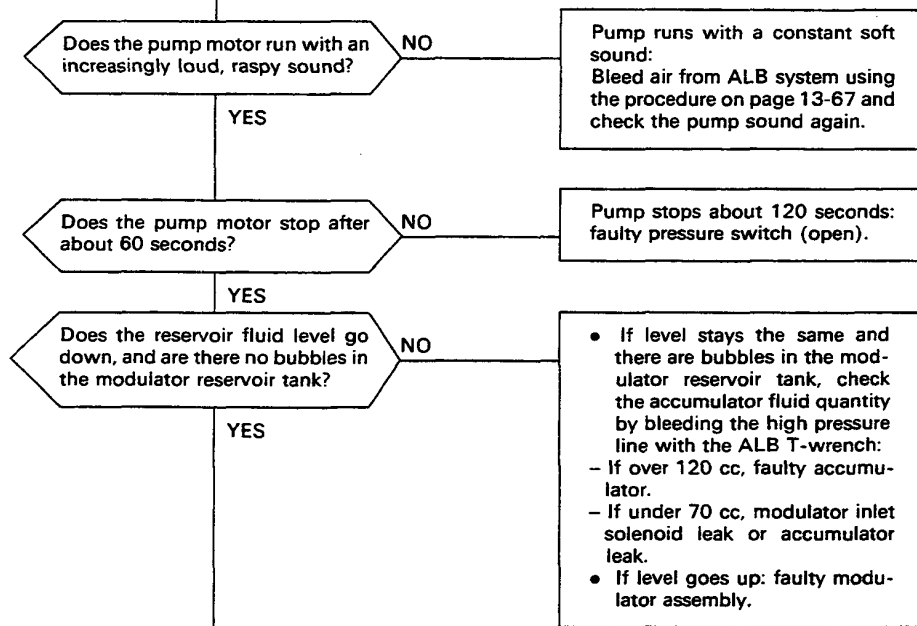 Does the pump motor run with an
increasingly loud, raspy sound?
NO
Pump runs with a constant soft
sound:
Bleed air from ALB system using
the procedure on page 13-67 and
check the pump sound again.
YES
Does the pump motor stop after
about 60 seconds?
NO
Pump stops about 120 seconds:
faulty pressure switch (open).
YES
Does the reservoir fluid level go
down, and are there no bubbles in
the modulator reservoir tank?
NO
● If level stays the same and
there are bubbles in the mod-
ulator reservoir tank, check
the accumulator fluid quantity
by bleeding the high pressure
line with the ALB T-wrench:
– If over 120 cc, faulty accumu-
lator.
– If under 70 cc, modulator inlet
solenoid leak or accumulator
leak.
● If level goes up: faulty modu-
lator assembly.
YES